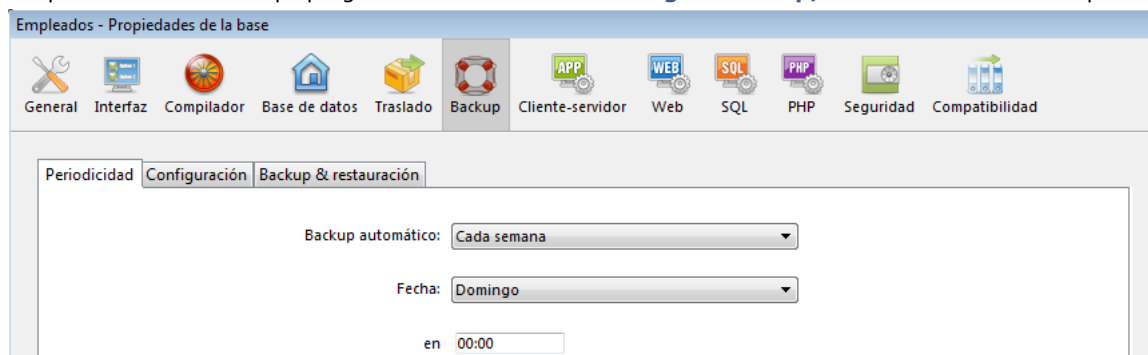 Empleados - Propiedades de la base
APP WEB SQL PHP
General Interfaz Compilador Base de datos Traslado Backup Cliente-servidor Web SQL PHP Seguridad Compatibilidad
Periodicidad Configuración Backup & restauración
Backup automático: Cada semana
Fecha: Domingo
en 00:00